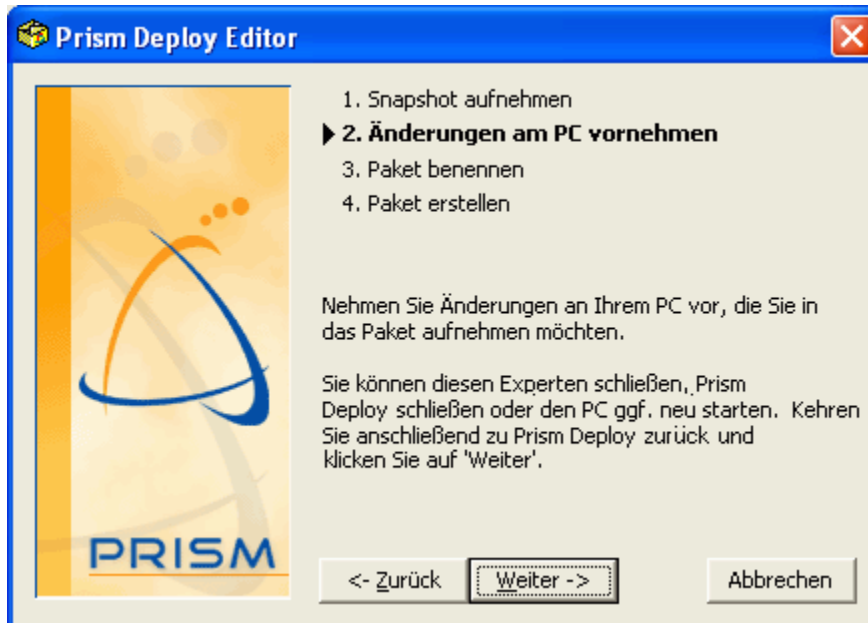 Prism Deploy Editor
1. Snapshot aufnehmen
2. Änderungen am PC vornehmen
3. Paket benennen
4. Paket erstellen
Nehmen Sie Änderungen an Ihrem PC vor, die Sie in
das Paket aufnehmen möchten.
Sie können diesen Experten schließen, Prism
Deploy schließen oder den PC ggf. neu starten. Kehren
Sie anschließend zu Prism Deploy zurück und
klicken Sie auf 'Weiter'.
PRISM
<- Zurück
Weiter ->
Abbrechen